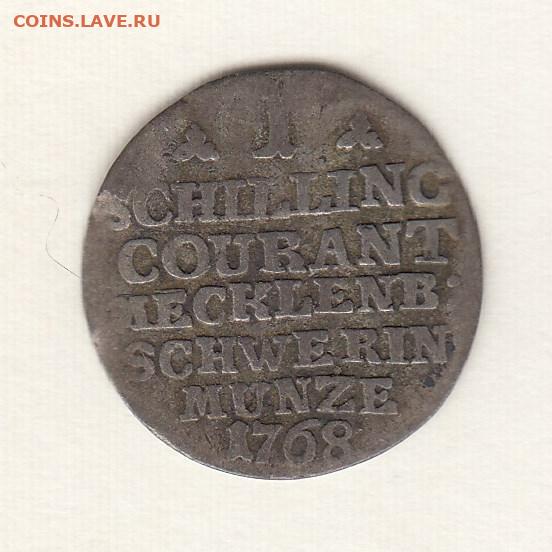 COINS.LAVE.RU
1
SCHILLING
COURANT
MECKLENB:
SCHWERIN
MUNZE
1768